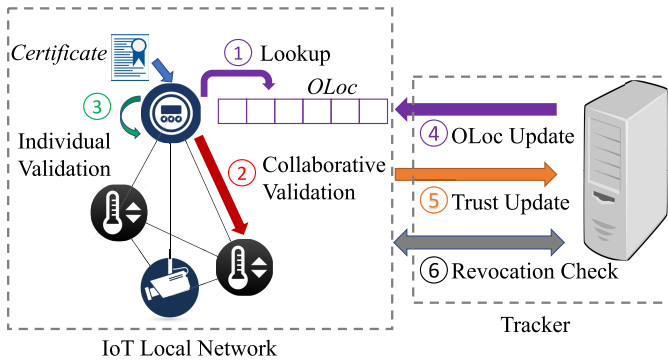 Certificate
① Lookup
OLoc
③
Individual
Validation
② Collaborative
Validation
④ OLoc Update
⑤ Trust Update
⑥ Revocation Check
Tracker
IoT Local Network